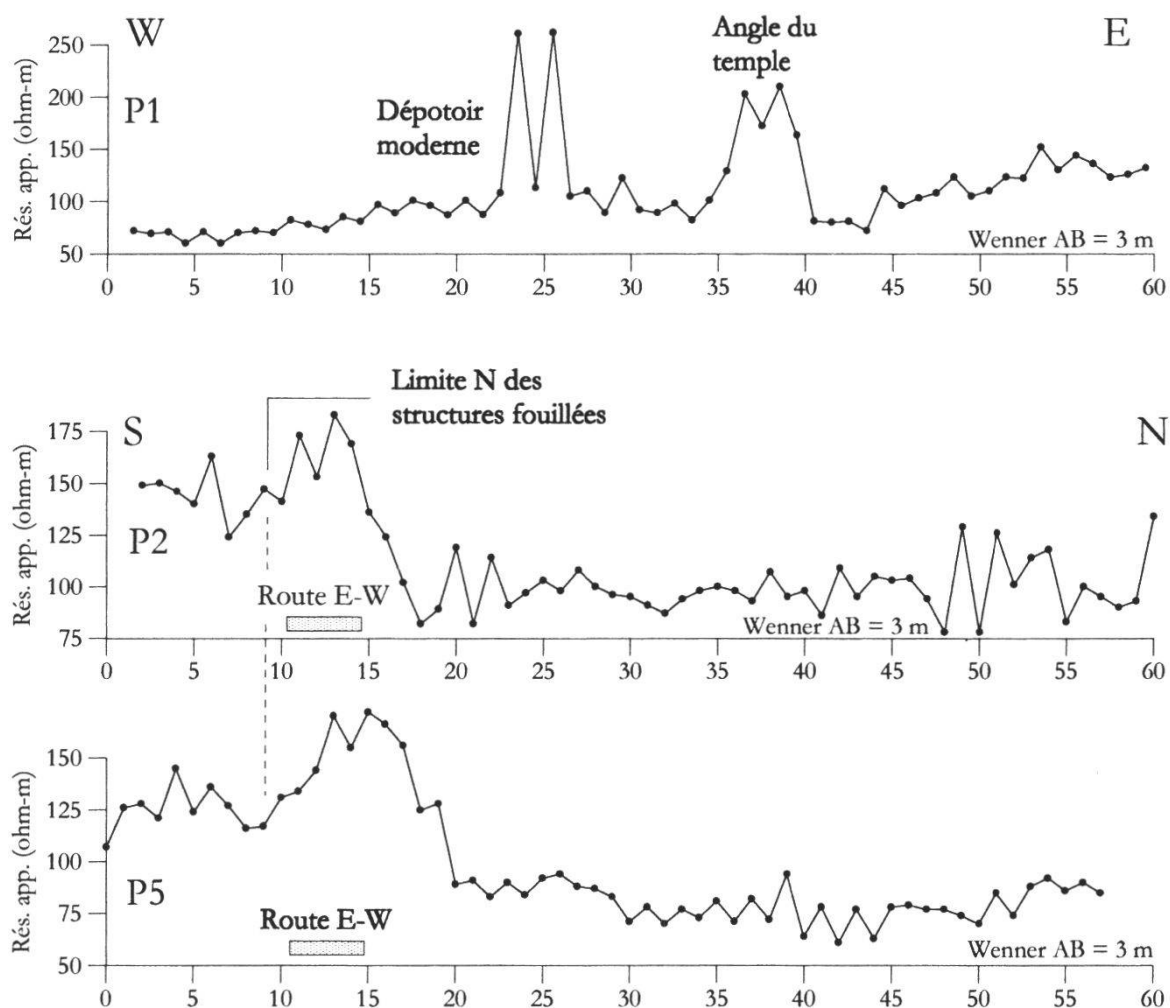 W
E
Rés. app. (ohm-m)
250
200
150
100
50
P1
Dépotoir
moderne
Angle du
temple
Wenner AB = 3 m
0 5 10 15 20 25 30 35 40 45 50 55 60
S
N
Limite N des
structures fouillées
Rés. app. (ohm-m)
175
150
125
100
75
P2
Route E-W
Wenner AB = 3 m
0 5 10 15 20 25 30 35 40 45 50 55 60
Rés. app. (ohm-m)
150
125
100
75
50
P5
Route E-W
Wenner AB = 3 m
0 5 10 15 20 25 30 35 40 45 50 55 60